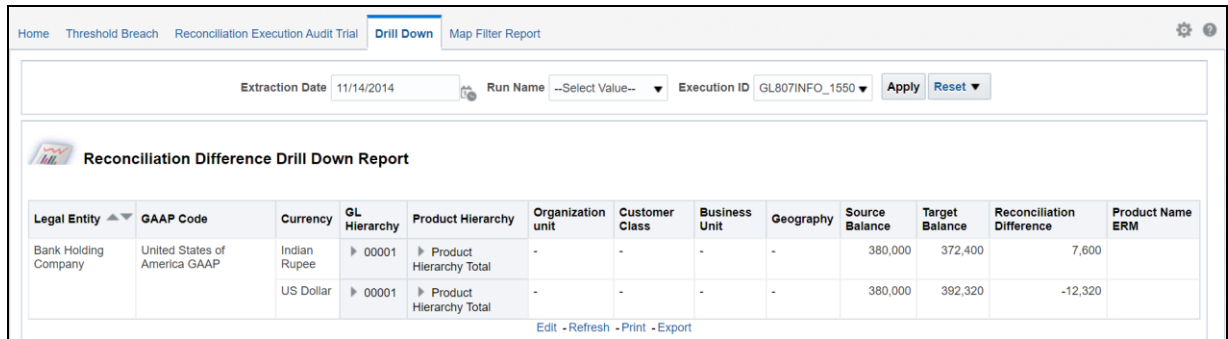 Home Threshold Breach Reconciliation Execution Audit Trial Drill Down Map Filter Report
Extraction Date 11/14/2014 Run Name --Select Value-- Execution ID GL807INFO_1550 Apply Reset
Reconciliation Difference Drill Down Report
Legal Entity GAAP Code Currency GL Hierarchy Product Hierarchy Organization unit Customer Class Business Unit Geography Source Balance Target Balance Reconciliation Difference Product Name ERM
Bank Holding Company United States of America GAAP Indian Rupee 00001 Product Hierarchy Total - - - - 380,000 372,400 7,600
US Dollar 00001 Product Hierarchy Total - - - - 380,000 392,320 -12,320
Edit - Refresh - Print - Export